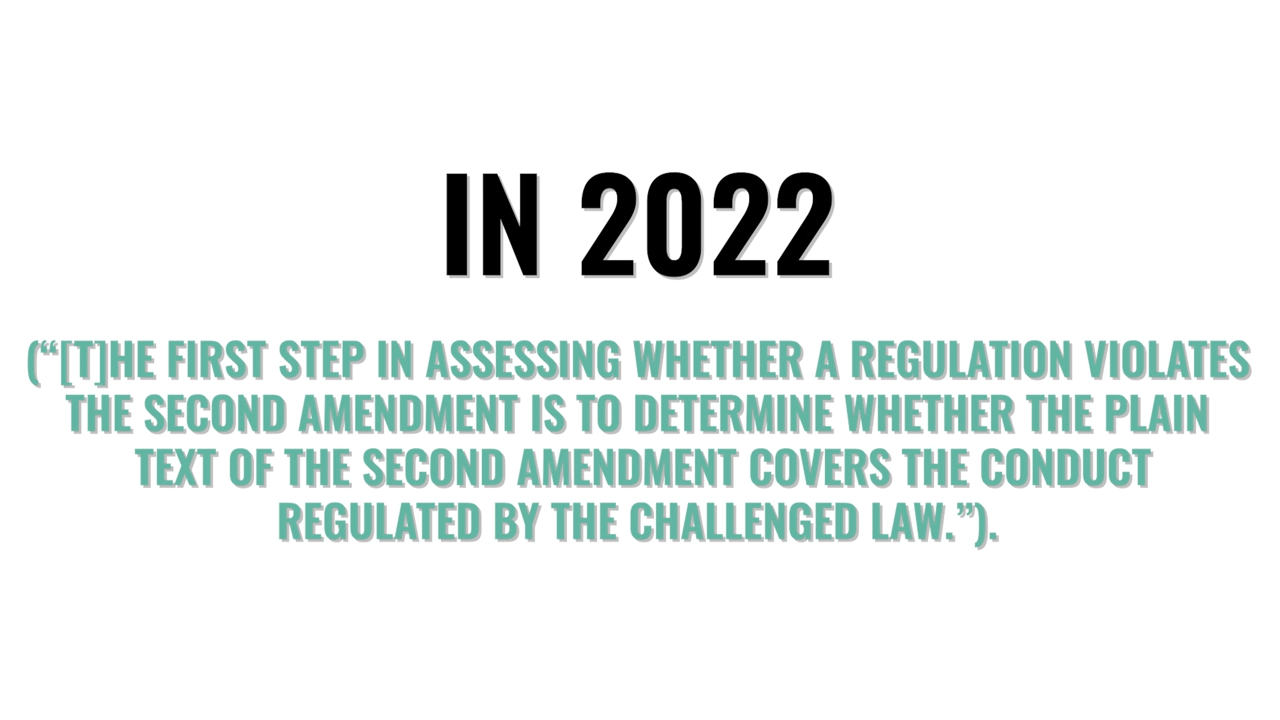 IN 2022
(“[T]HE FIRST STEP IN ASSESSING WHETHER A REGULATION VIOLATES
THE SECOND AMENDMENT IS TO DETERMINE WHETHER THE PLAIN
TEXT OF THE SECOND AMENDMENT COVERS THE CONDUCT
REGULATED BY THE CHALLENGED LAW.”).